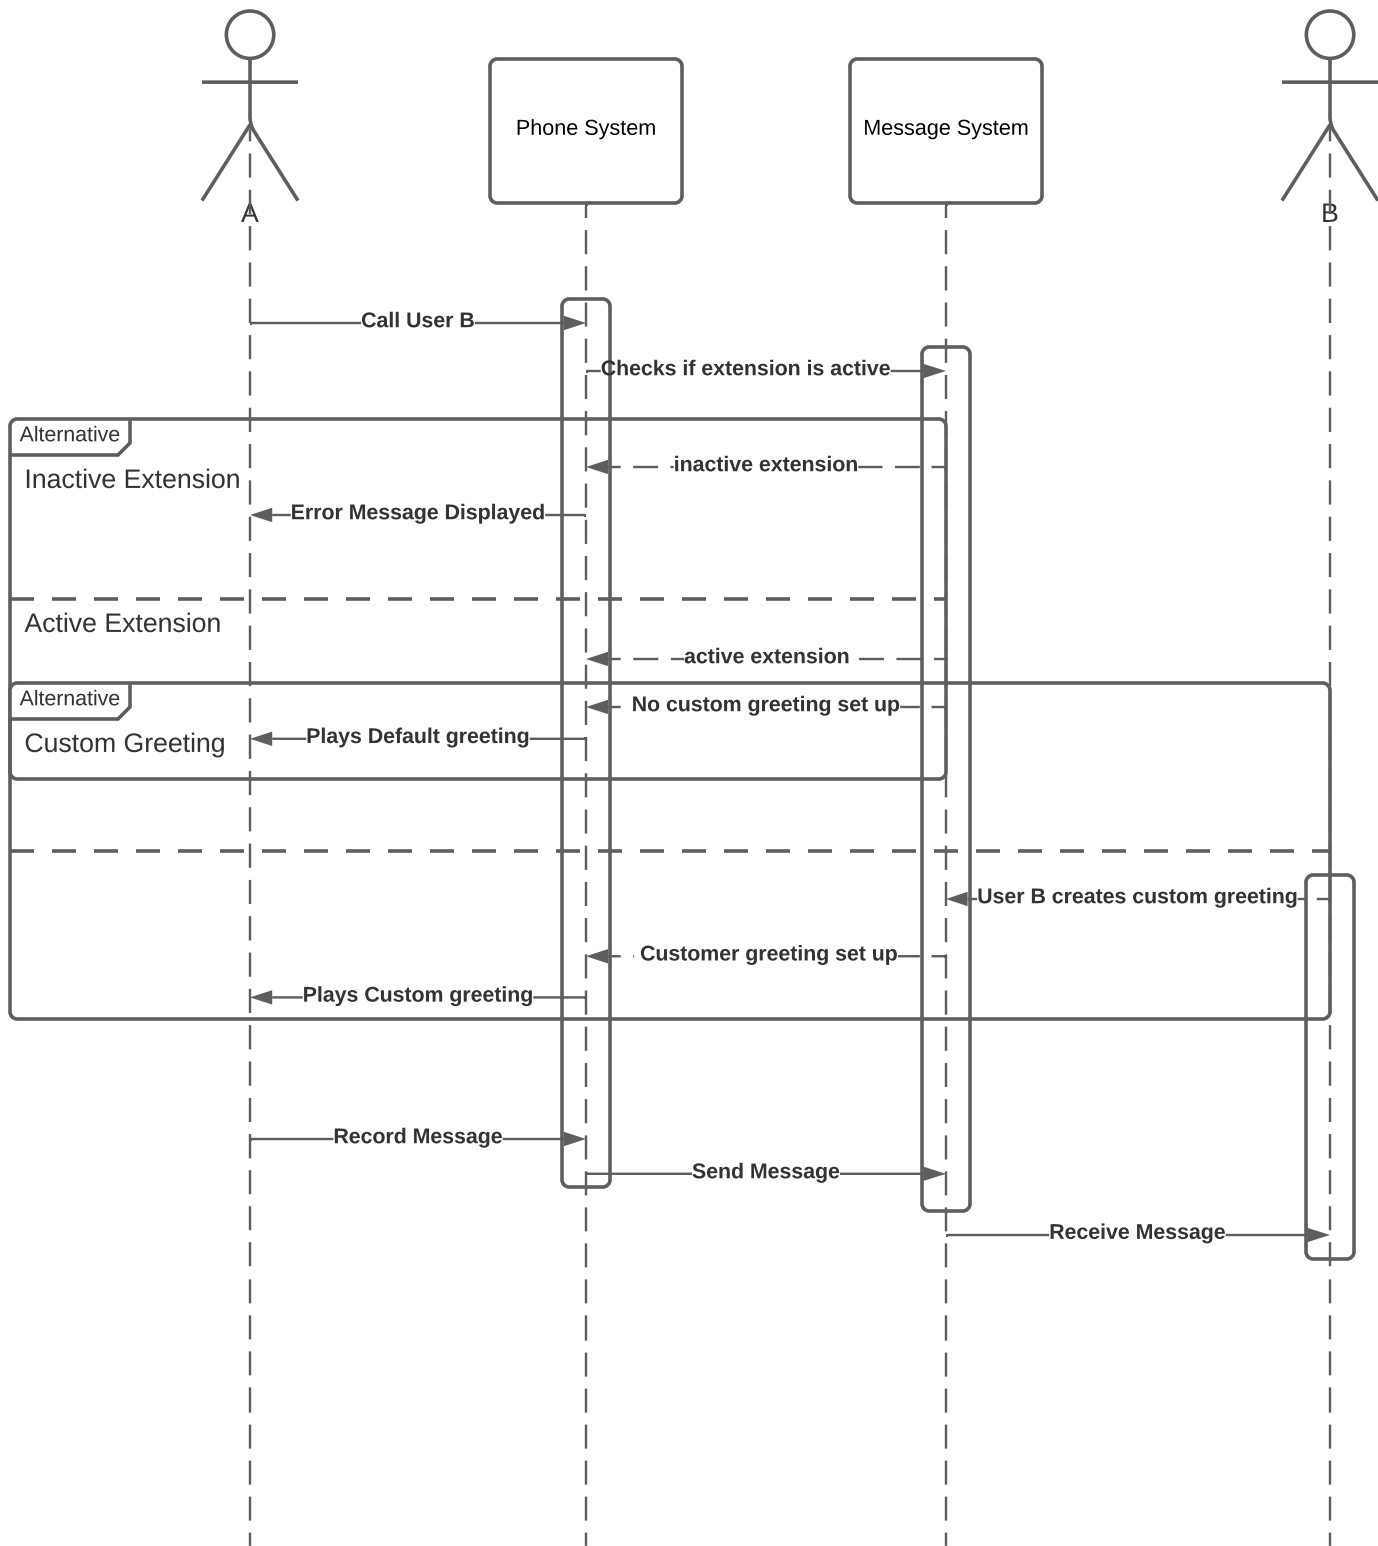 Phone System
Message System
A
B
Call User B
Checks if extension is active
Alternative
inactive extension
Inactive Extension
Error Message Displayed
Active Extension
active extension
Alternative
No custom greeting set up
Plays Default greeting
Custom Greeting
User B creates custom greeting
Customer greeting set up
Plays Custom greeting
Record Message
Send Message
Receive Message